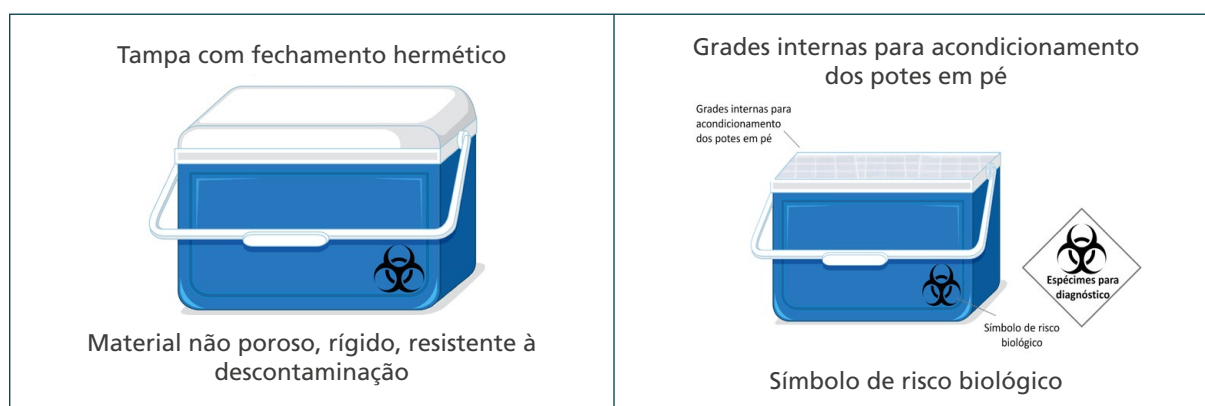 Tampa com fechamento hermético
Material não poroso, rígido, resistente à
descontaminação
Grades internas para acondicionamento
dos potes em pé
Grades internas para
acondicionamento
dos potes em pé
Espécimes para
diagnóstico
Símbolo de risco
biológico
Símbolo de risco biológico